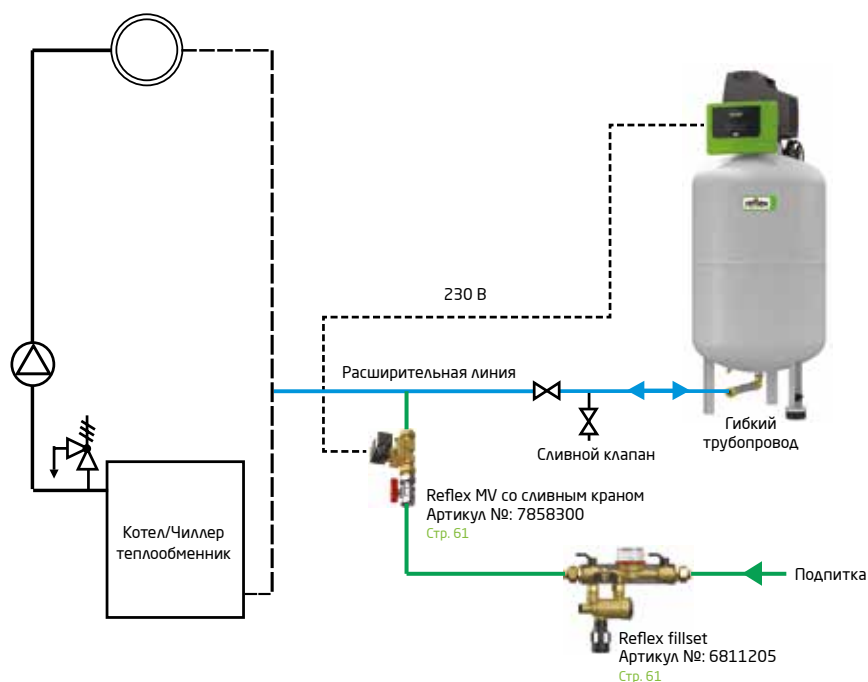 reflex
230 В
Расширительная линия
Гибкий
трубопровод
Сливной клапан
Reflex MV со сливным краном
Артикул №: 7858300
Стр. 61
Котел/Чиллер
теплообменник
Подпитка
Reflex fillset
Артикул №: 6811205
Стр. 61